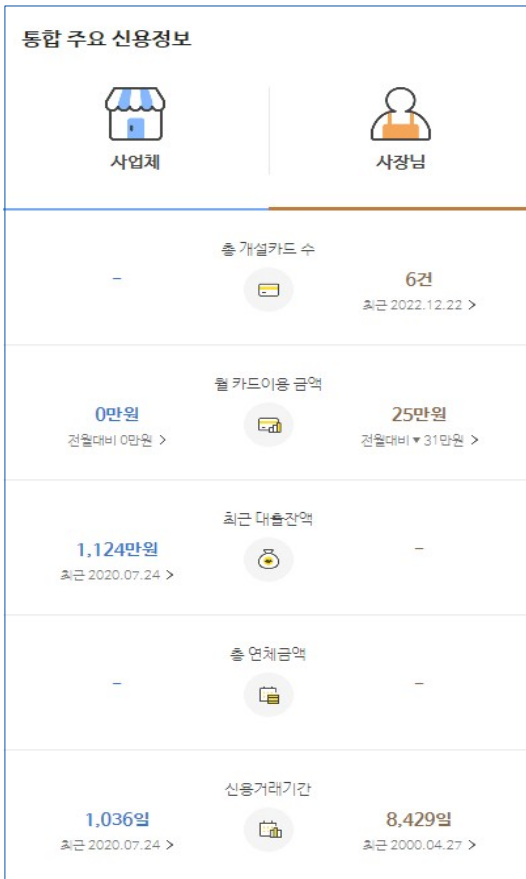 통합 주요 신용정보
사업체 사장님
총 개설카드 수
- 6건
최근 2022.12.22 >
월 카드이용 금액
0만원 25만원
전월대비 0만원 > 전월대비 ▼ 31만원 >
최근 대출잔액
1,124만원 -
최근 2020.07.24 >
총 연체금액
- -
신용거래기간
1,036일 8,429일
최근 2020.07.24 > 최근 2000.04.27 >